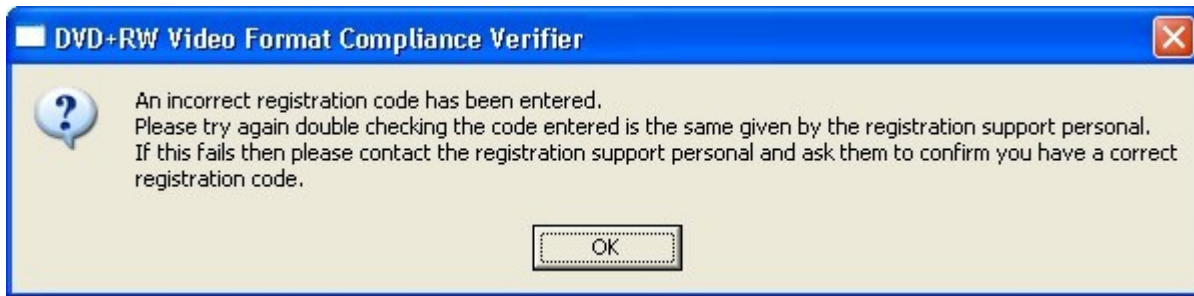 DVD+RW Video Format Compliance Verifier
An incorrect registration code has been entered.
Please try again double checking the code entered is the same given by the registration support personal.
If this fails then please contact the registration support personal and ask them to confirm you have a correct
registration code.
OK